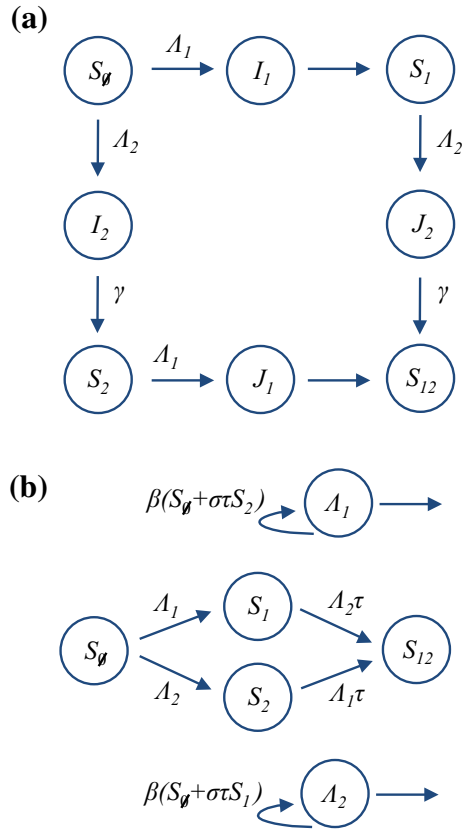 (a)
S∅ Λ1 I1 S1
Λ2 Λ2
I2 J2
γ γ
S2 Λ1 J1 S12
(b)
β(S∅+στS2) Λ1
Λ1 S1 Λ2τ
S∅ S12
Λ2 S2 Λ1τ
β(S∅+στS1) Λ2